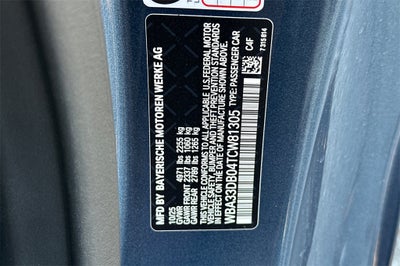 MFD BY BAYERISCHE MOTOREN WERKE AG
10/25
GVWR 4971 lbs 2255 kg
GAWR FRONT 2337 lbs 1060 kg
GAWR REAR 2789 lbs 1265 kg
THIS VEHICLE CONFORMS TO ALL APPLICABLE U.S.FEDERAL MOTOR
VEHICLE SAFETY, BUMPER, AND THEFT PREVENTION STANDARDS
IN EFFECT ON THE DATE OF MANUFACTURE SHOWN ABOVE.
WBA33DB04TCW81305 TYPE: PASSENGER CAR
C4F
7315814